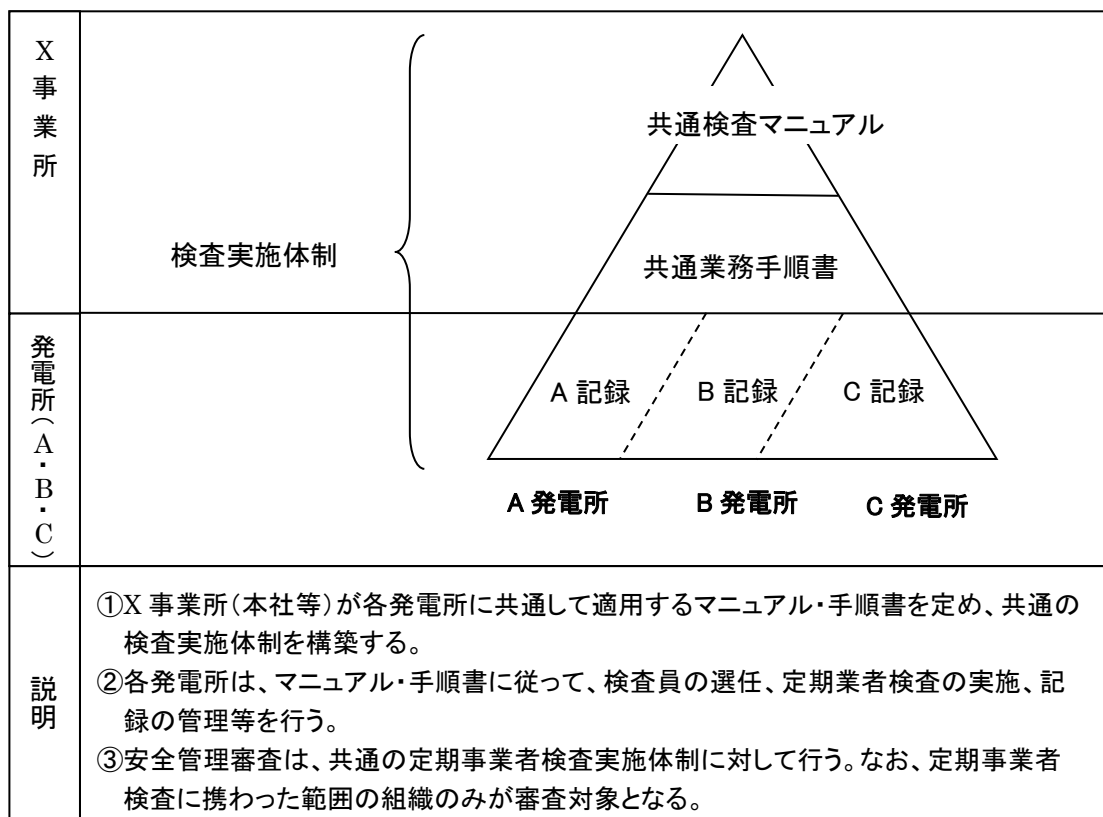 X事業所
共通検査マニュアル
検査実施体制
共通業務手順書
発電所（A・B・C）
A 記録
B 記録
C 記録
A 発電所
B 発電所
C 発電所
説明
①X 事業所（本社等）が各発電所に共通して適用するマニュアル・手順書を定め、共通の
検査実施体制を構築する。
②各発電所は、マニュアル・手順書に従って、検査員の選任、定期業者検査の実施、記
録の管理等を行う。
③安全管理審査は、共通の定期事業者検査実施体制に対して行う。なお、定期事業者
検査に携わった範囲の組織のみが審査対象となる。